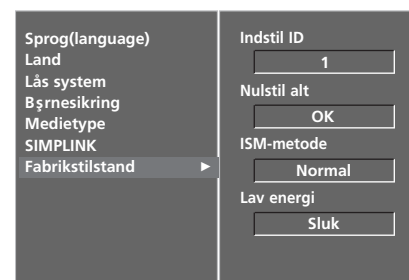 Sprog(language)
Land
Lås system
Bşrnesikring
Medietype
SIMPLINK
Fabrikstilstand ►
Indstil ID
1
Nulstil alt
OK
ISM-metode
Normal
Lav energi
Sluk